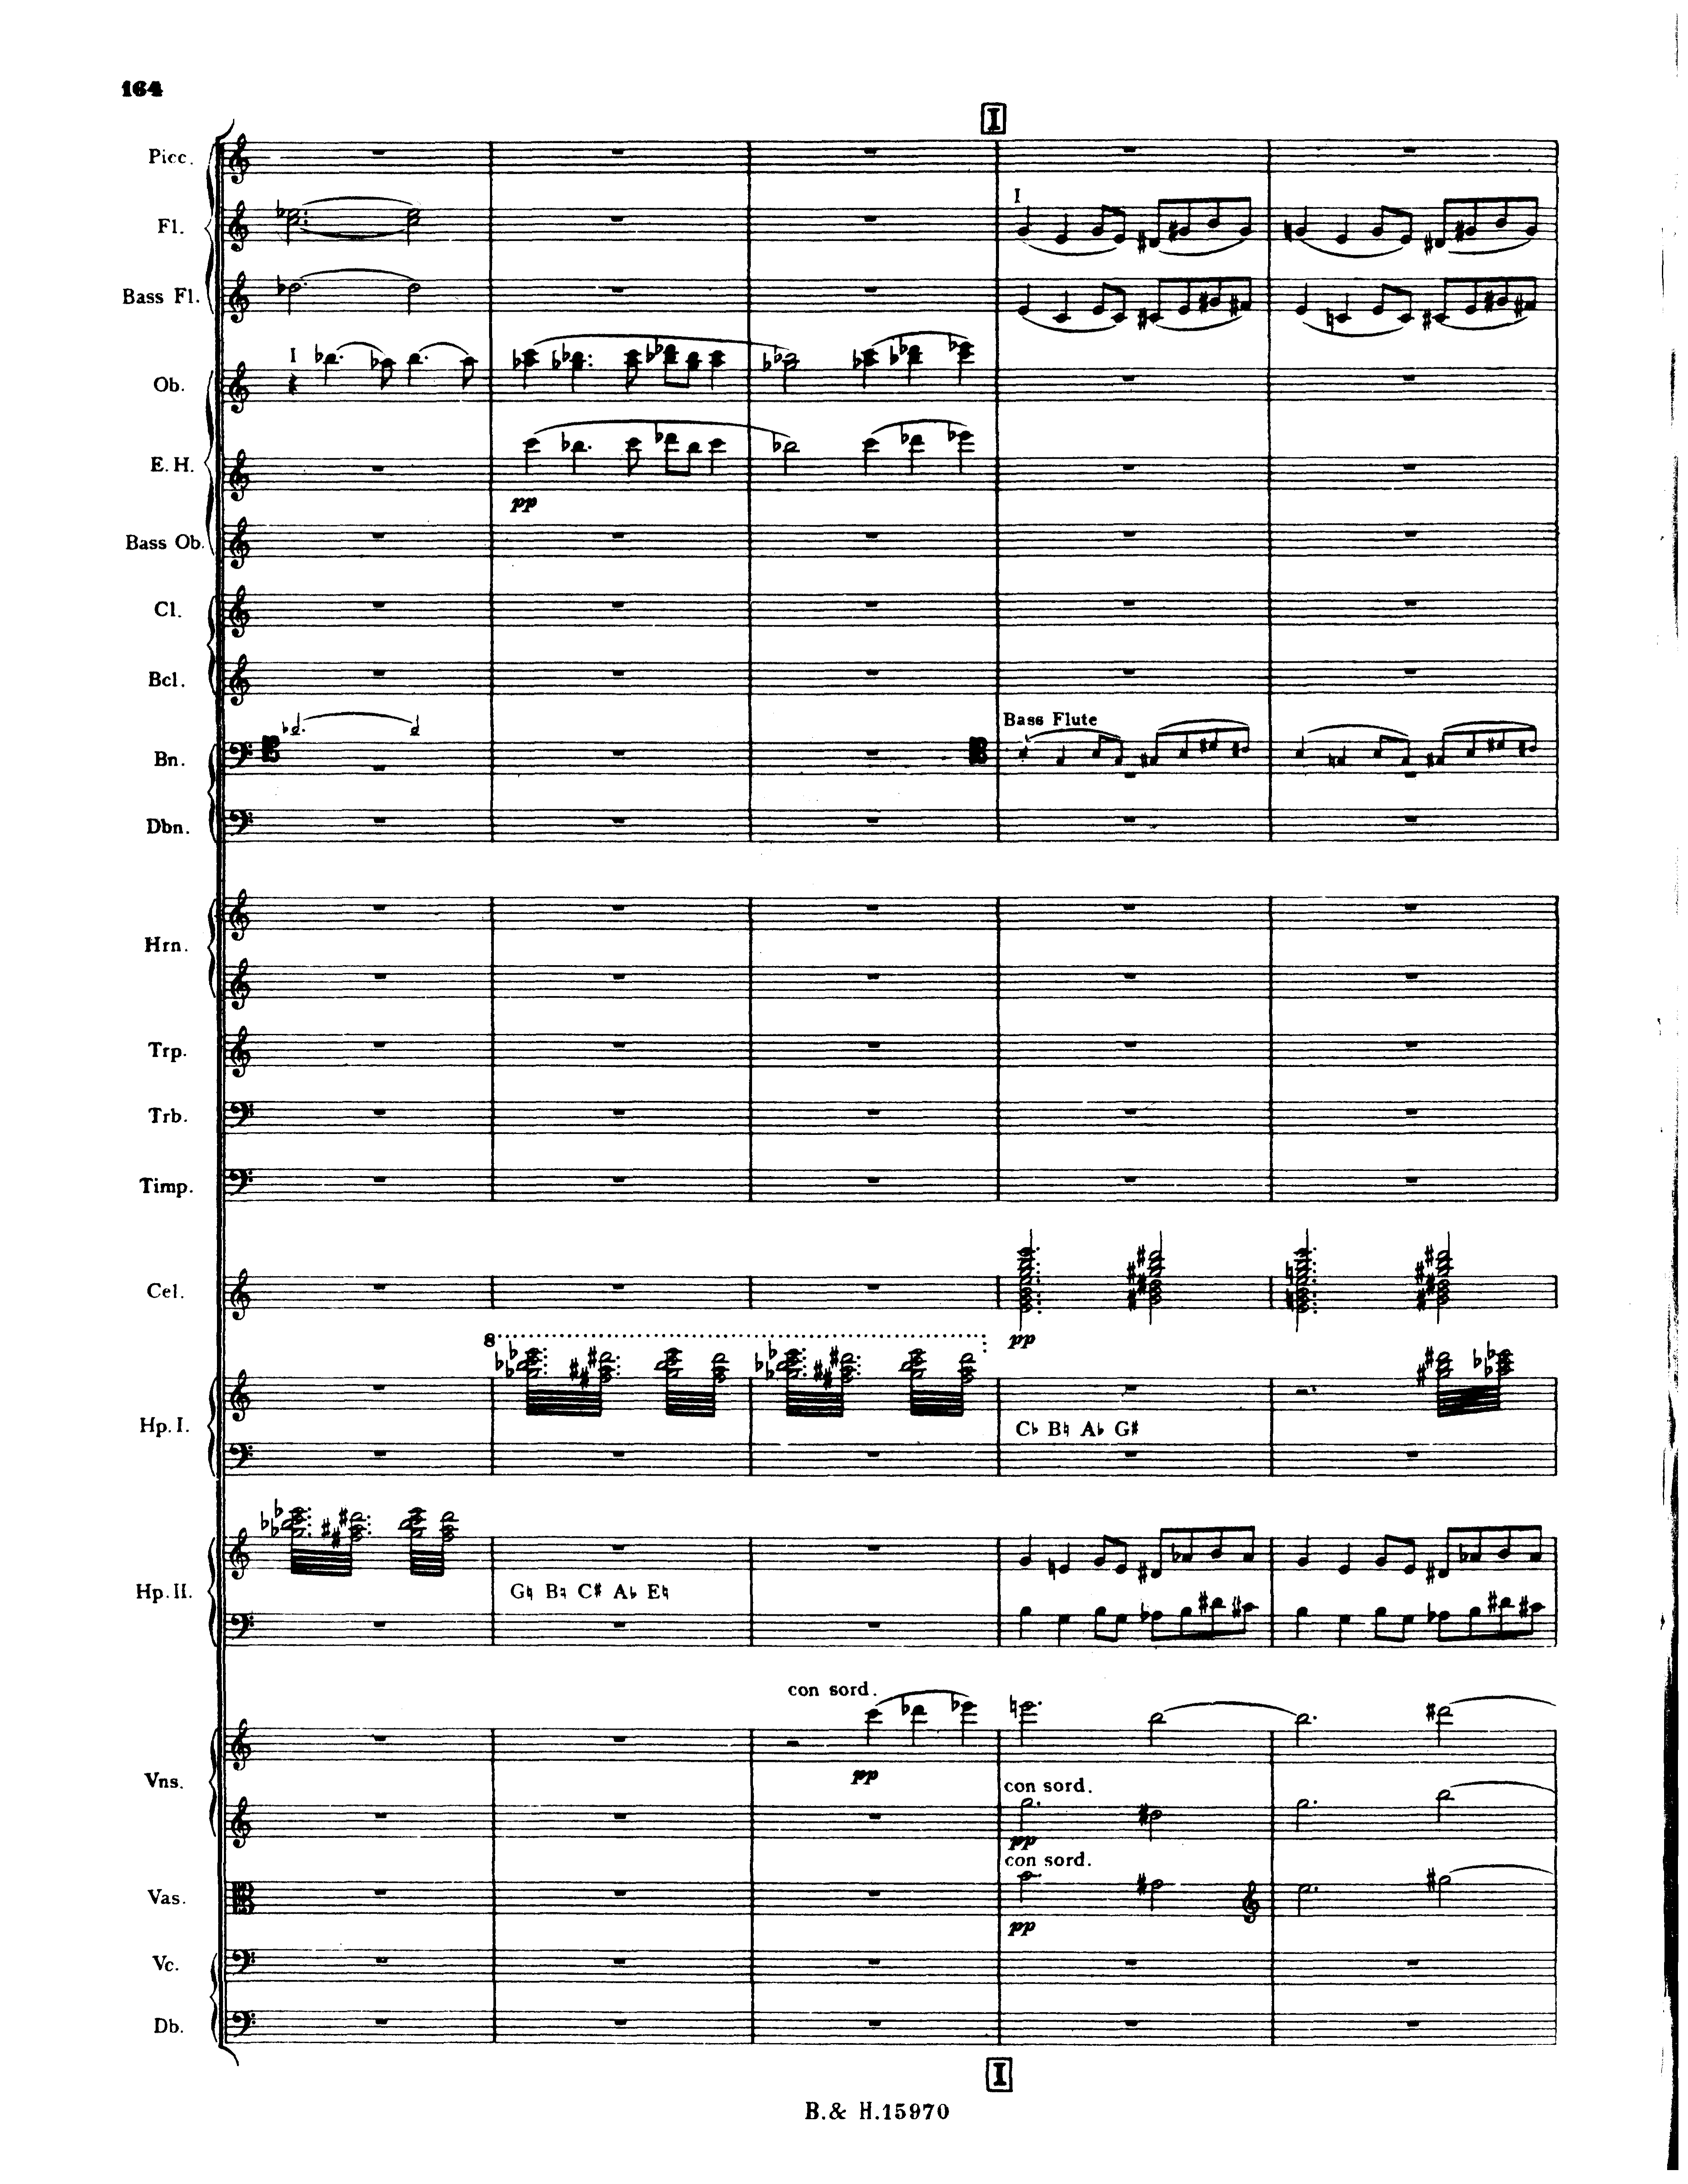 164
I
Picc.
I
Fl.
Bass Fl.
I
Ob.
E. H.
pp
Bass Ob.
Cl.
Bcl.
Bass Flute
Bn.
Dbn.
Hrn.
Trp.
Trb.
Timp.
Cel.
pp
8
Hp. I.
C♭ B♮ A♭ G♯
Hp. II.
G♮ B♮ C♯ A♭ E♮
con sord.
pp
Vns.
con sord.
pp
con sord.
Vas.
pp
Vc.
Db.
I
B. & H. 15970